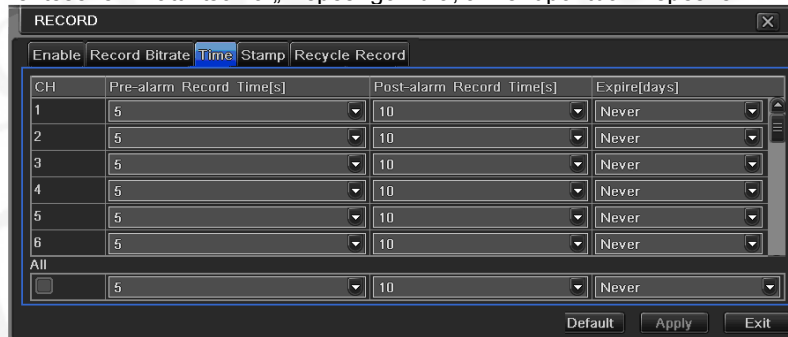 RECORD
Enable Record Bitrate Time Stamp Recycle Record
CH Pre-alarm Record Time[s] Post-alarm Record Time[s] Expire[days]
1 5 10 Never
2 5 10 Never
3 5 10 Never
4 5 10 Never
5 5 10 Never
6 5 10 Never
All
5 10 Never
Default Apply Exit